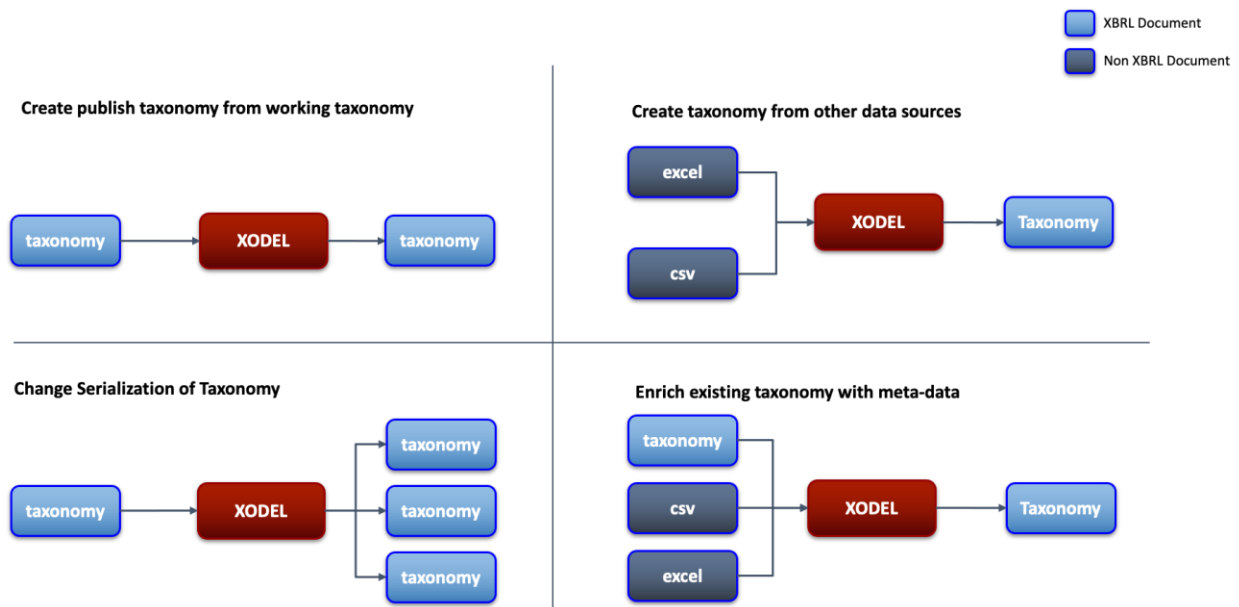 XBRL Document
Non XBRL Document
Create publish taxonomy from working taxonomy
taxonomy
XODEL
taxonomy
Create taxonomy from other data sources
excel
csv
XODEL
Taxonomy
Change Serialization of Taxonomy
taxonomy
XODEL
taxonomy
taxonomy
taxonomy
Enrich existing taxonomy with meta-data
taxonomy
csv
excel
XODEL
Taxonomy